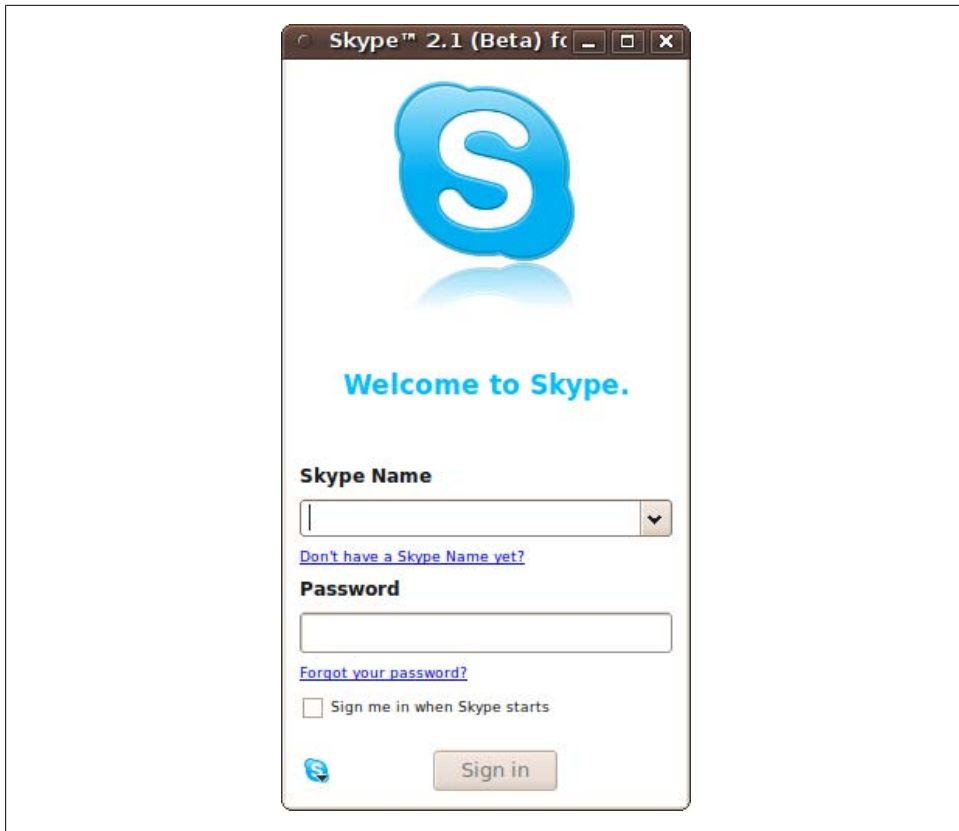 Skype™ 2.1 (Beta) fo
S
Welcome to Skype.
Skype Name
Don't have a Skype Name yet?
Password
Forgot your password?
Sign me in when Skype starts
S
Sign in